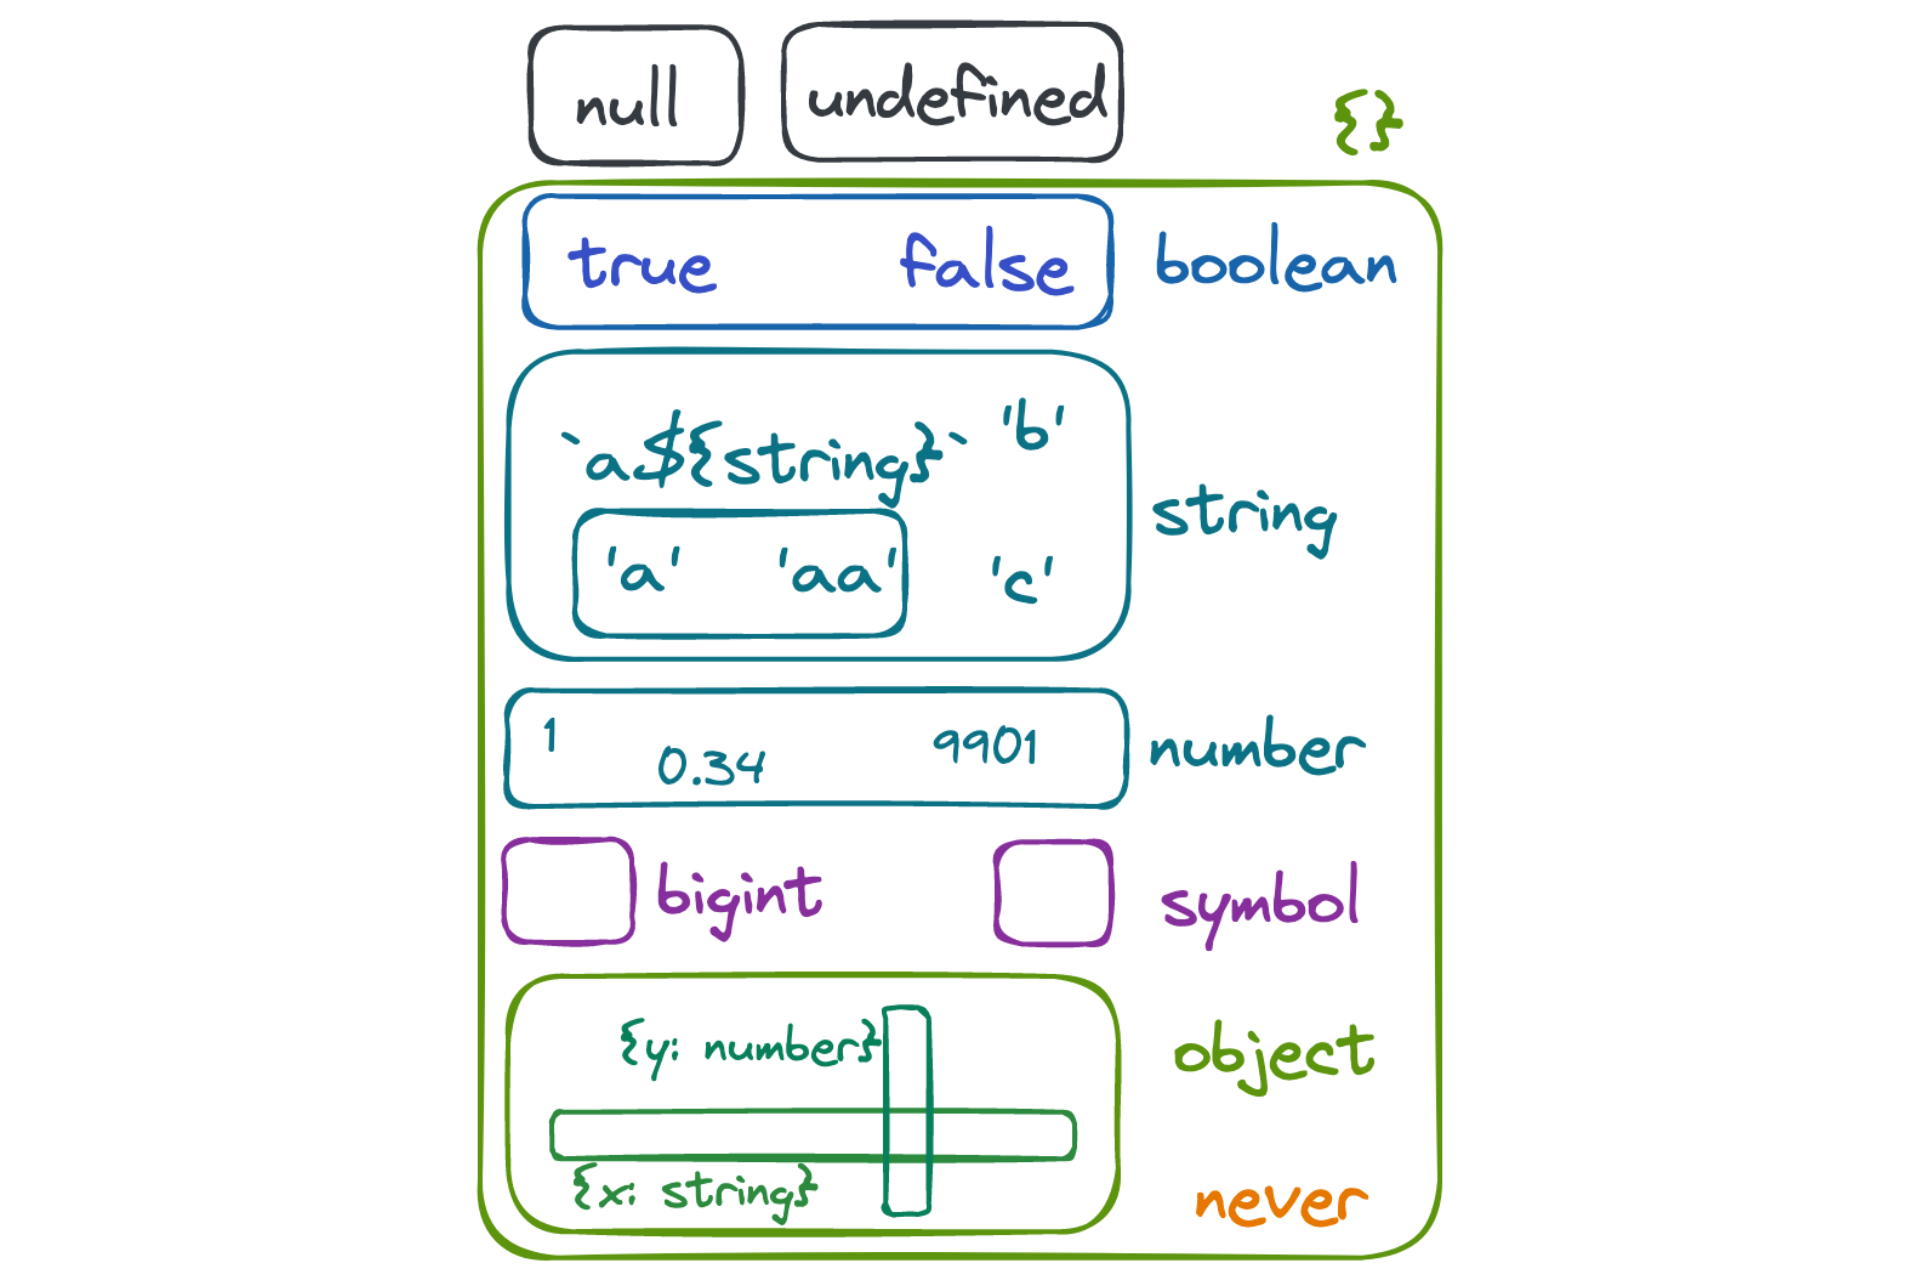 null undefined
{}
true false boolean
`a${string}` 'b'
'a' 'aa' 'c'
string
1 0.34 9901 number
bigint symbol
{y: number}
object
{x: string}
never